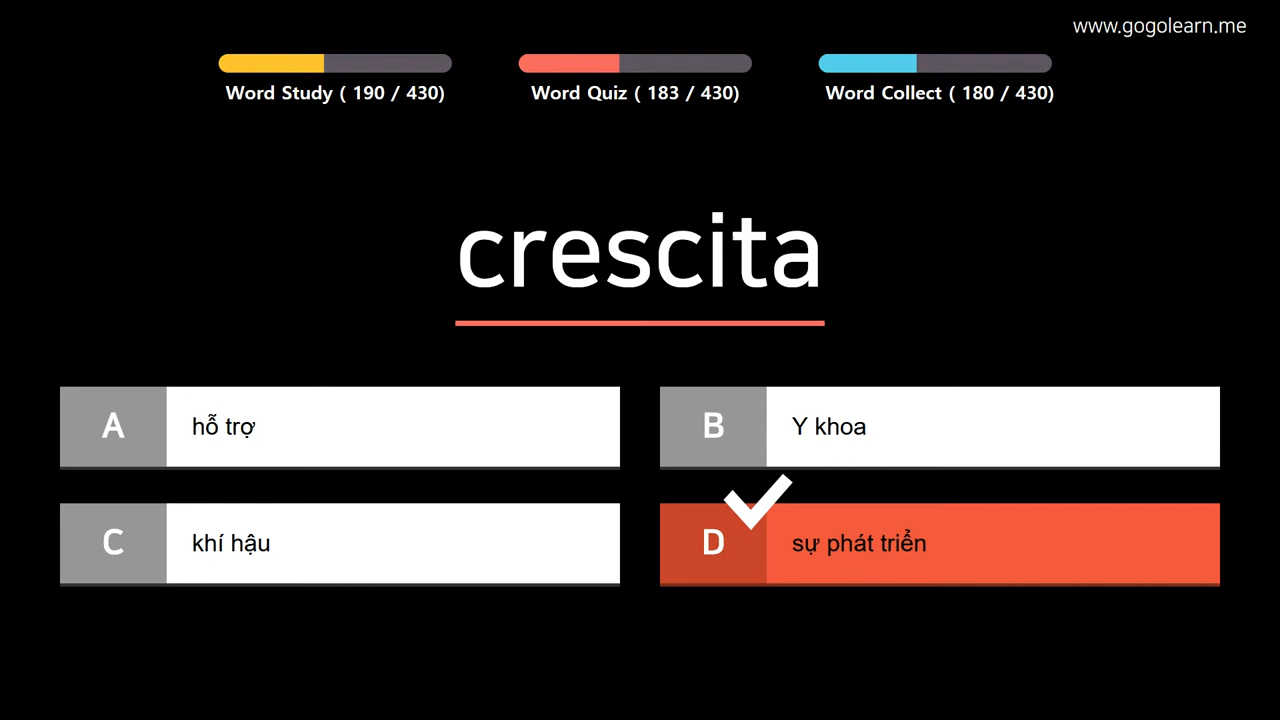 www.gogolearn.me
Word Study ( 190 / 430)
Word Quiz ( 183 / 430)
Word Collect ( 180 / 430)
crescita
A hỗ trợ
B Y khoa
C khí hậu
D sự phát triển